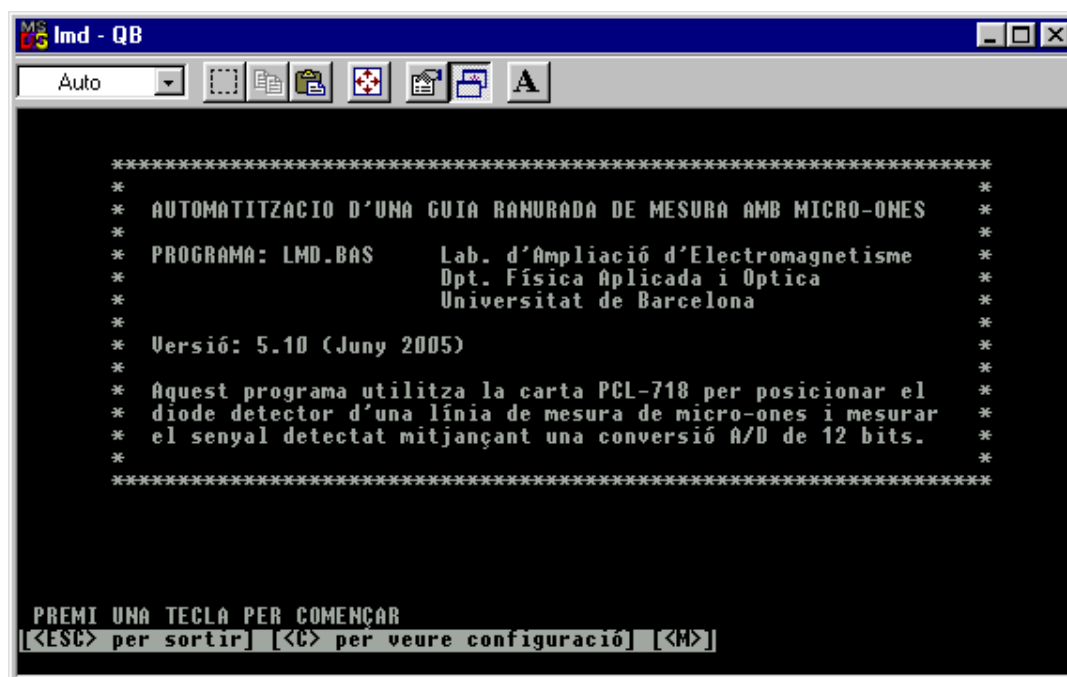 lmd - QB
Auto
A
*******************************************************************
* *
* AUTOMATITZACIO D'UNA GUIA RANURADA DE MESURA AMB MICRO-ONES *
* *
* PROGRAMA: LMD.BAS Lab. d'Ampliació d'Electromagnetisme *
* Dpt. Física Aplicada i Optica *
* Universitat de Barcelona *
* *
* Versió: 5.10 (Juny 2005) *
* *
* Aquest programa utilitza la carta PCL-718 per posicionar el *
* diode detector d'una línia de mesura de micro-ones i mesurar *
* el senyal detectat mitjançant una conversió A/D de 12 bits. *
* *
*******************************************************************
PREMI UNA TECLA PER COMENÇAR
[<ESC> per sortir] [<C> per veure configuració] [<M>]